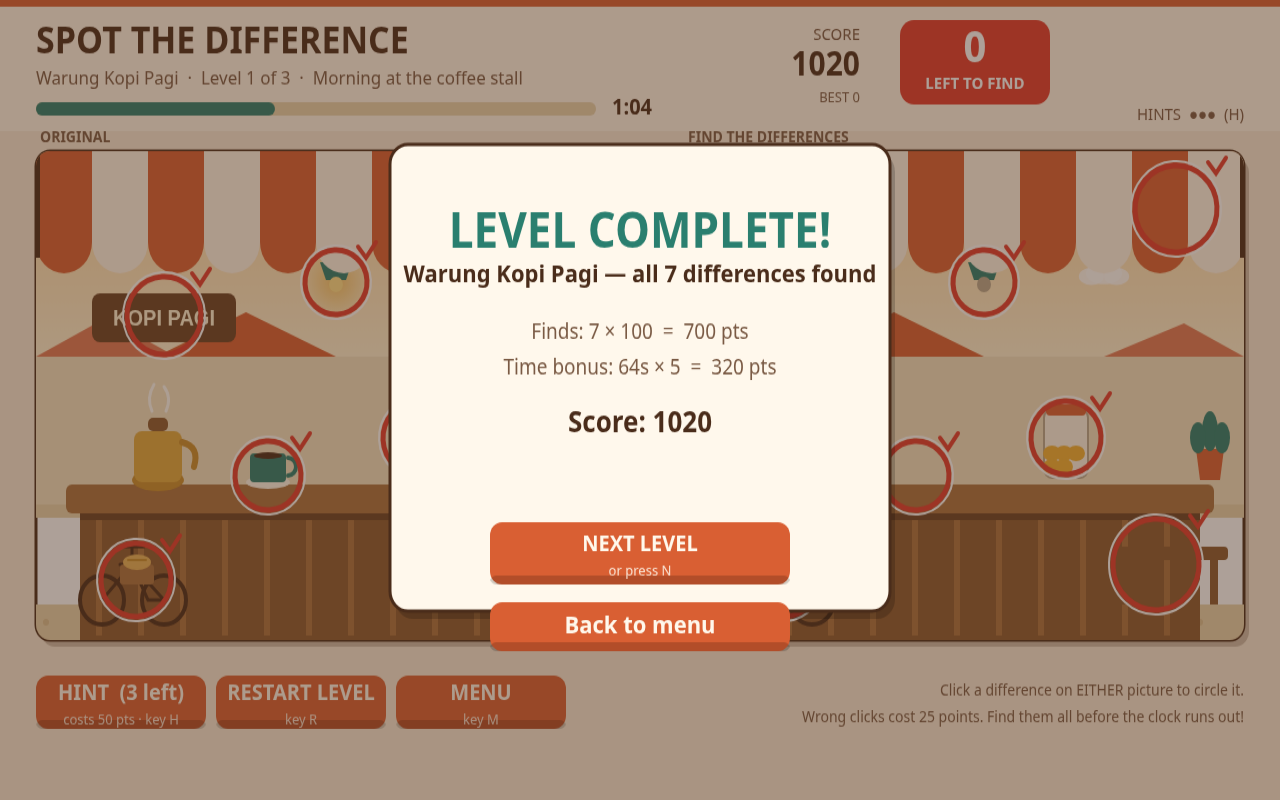 SPOT THE DIFFERENCE
Warung Kopi Pagi · Level 1 of 3 · Morning at the coffee stall
1:04
SCORE
1020
BEST 0
0
LEFT TO FIND
HINTS ●●● (H)
ORIGINAL
FIND THE DIFFERENCES
KOPI PAGI
LEVEL COMPLETE!
Warung Kopi Pagi — all 7 differences found
Finds: 7 × 100 = 700 pts
Time bonus: 64s × 5 = 320 pts
Score: 1020
NEXT LEVEL
or press N
Back to menu
HINT (3 left)
costs 50 pts · key H
RESTART LEVEL
key R
MENU
key M
Click a difference on EITHER picture to circle it.
Wrong clicks cost 25 points. Find them all before the clock runs out!